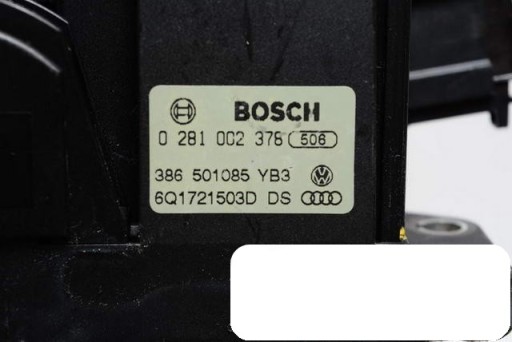 BOSCH
0 281 002 376 506
386 501085 YB3
6Q1721503D DS